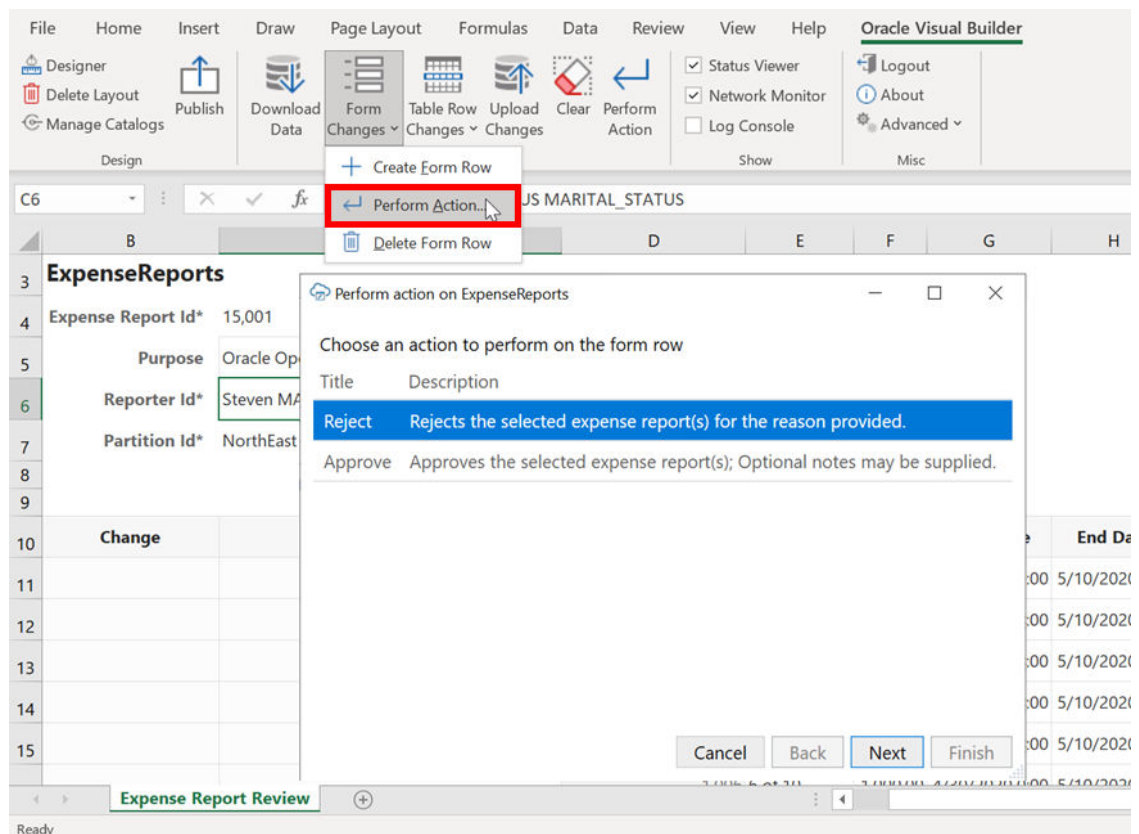 File Home Insert Draw Page Layout Formulas Data Review View Help Oracle Visual Builder
Designer
Delete Layout
Manage Catalogs
Publish
Download Data
Form Changes
Table Row Changes
Upload Changes
Clear
Perform Action
Status Viewer
Network Monitor
Log Console
Logout
About
Advanced
Design
Show
Misc
Create Form Row
Perform Action...
Delete Form Row
C6 fx US MARITAL_STATUS
B D E F G H
3 ExpenseReports
4 Expense Report Id* 15,001
5 Purpose Oracle
6 Reporter Id* Steven
7 Partition Id* NorthEast
8
9
Perform action on ExpenseReports
Choose an action to perform on the form row
Title Description
Reject Rejects the selected expense report(s) for the reason provided.
Approve Approves the selected expense report(s); Optional notes may be supplied.
Cancel Back Next Finish
10 Change End Da
11 :00 5/10/202
12 :00 5/10/202
13 :00 5/10/202
14 :00 5/10/202
15 :00 5/10/202
Expense Report Review
Ready